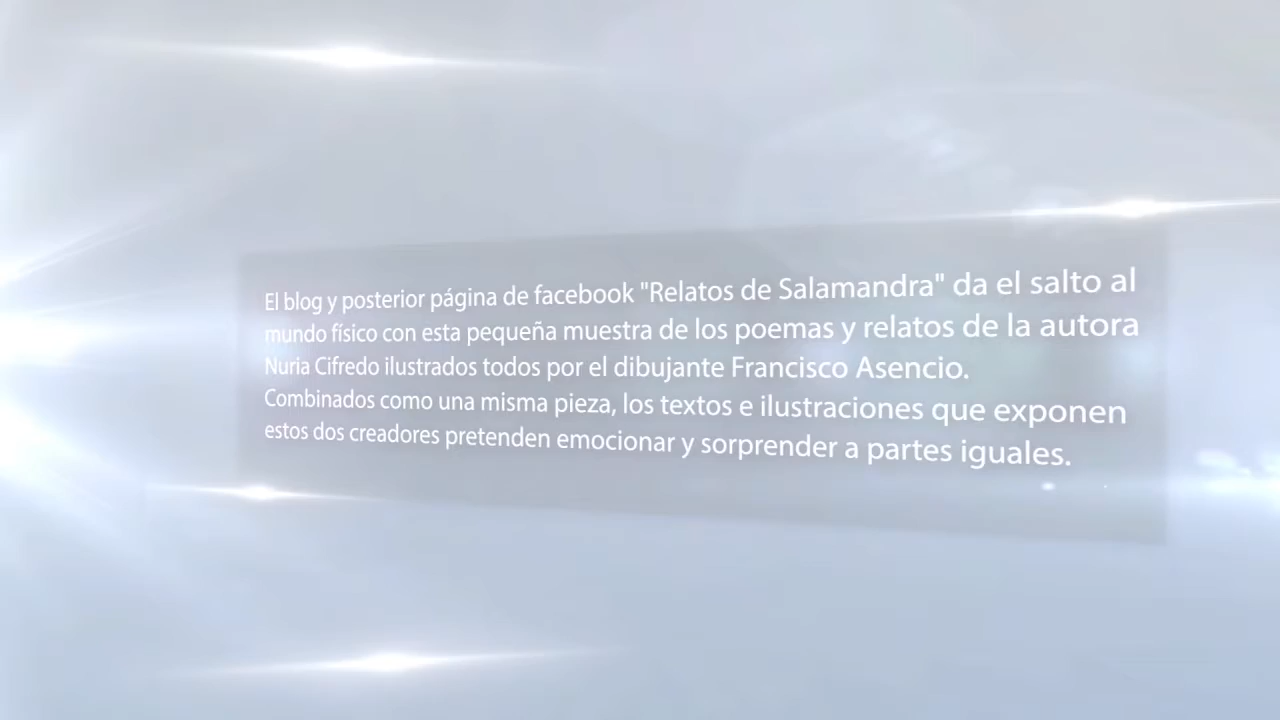 El blog y posterior página de facebook "Relatos de Salamandra" da el salto al
mundo físico con esta pequeña muestra de los poemas y relatos de la autora
Nuria Cifredo ilustrados todos por el dibujante Francisco Asencio.
Combinados como una misma pieza, los textos e ilustraciones que exponen
estos dos creadores pretenden emocionar y sorprender a partes iguales.